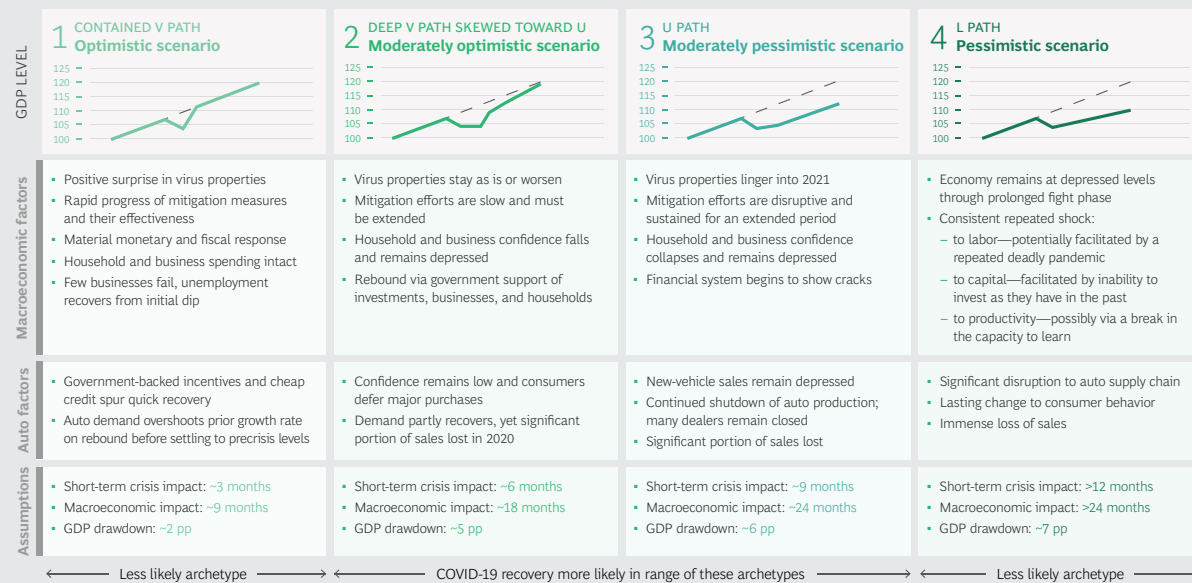 GDP LEVEL
1 CONTAINED V PATH
Optimistic scenario
125
120
115
110
105
100
2 DEEP V PATH SKEWED TOWARD U
Moderately optimistic scenario
125
120
115
110
105
100
3 U PATH
Moderately pessimistic scenario
125
120
115
110
105
100
4 L PATH
Pessimistic scenario
125
120
115
110
105
100
Macroeconomic factors
▪ Positive surprise in virus properties
▪ Rapid progress of mitigation measures
and their effectiveness
▪ Material monetary and fiscal response
▪ Household and business spending intact
▪ Few businesses fail, unemployment
recovers from initial dip
▪ Virus properties stay as is or worsen
▪ Mitigation efforts are slow and must
be extended
▪ Household and business confidence falls
and remains depressed
▪ Rebound via government support of
investments, businesses, and households
▪ Virus properties linger into 2021
▪ Mitigation efforts are disruptive and
sustained for an extended period
▪ Household and business confidence
collapses and remains depressed
▪ Financial system begins to show cracks
▪ Economy remains at depressed levels
through prolonged fight phase
▪ Consistent repeated shock:
– to labor—potentially facilitated by a
repeated deadly pandemic
– to capital—facilitated by inability to
invest as they have in the past
– to productivity—possibly via a break in
the capacity to learn
Auto factors
▪ Government-backed incentives and cheap
credit spur quick recovery
▪ Auto demand overshoots prior growth rate
on rebound before settling to precrisis levels
▪ Confidence remains low and consumers
defer major purchases
▪ Demand partly recovers, yet significant
portion of sales lost in 2020
▪ New-vehicle sales remain depressed
▪ Continued shutdown of auto production;
many dealers remain closed
▪ Significant portion of sales lost
▪ Significant disruption to auto supply chain
▪ Lasting change to consumer behavior
▪ Immense loss of sales
Assumptions
▪ Short-term crisis impact: ~3 months
▪ Macroeconomic impact: ~9 months
▪ GDP drawdown: ~2 pp
▪ Short-term crisis impact: ~6 months
▪ Macroeconomic impact: ~18 months
▪ GDP drawdown: ~5 pp
▪ Short-term crisis impact: ~9 months
▪ Macroeconomic impact: ~24 months
▪ GDP drawdown: ~6 pp
▪ Short-term crisis impact: >12 months
▪ Macroeconomic impact: >24 months
▪ GDP drawdown: ~7 pp
Less likely archetype
COVID-19 recovery more likely in range of these archetypes
Less likely archetype